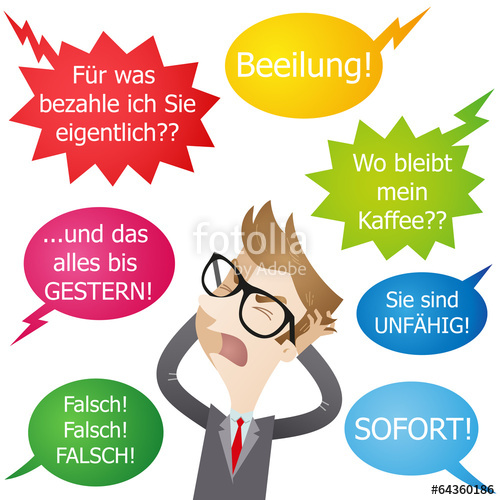 Für was
bezahle ich Sie
eigentlich??
Beeilung!
Wo bleibt
mein
Kaffee??
...und das
alles bis
GESTERN!
fotolia
by Adobe
Sie sind
UNFÄHIG!
Falsch!
Falsch!
FALSCH!
SOFORT!
#64360186